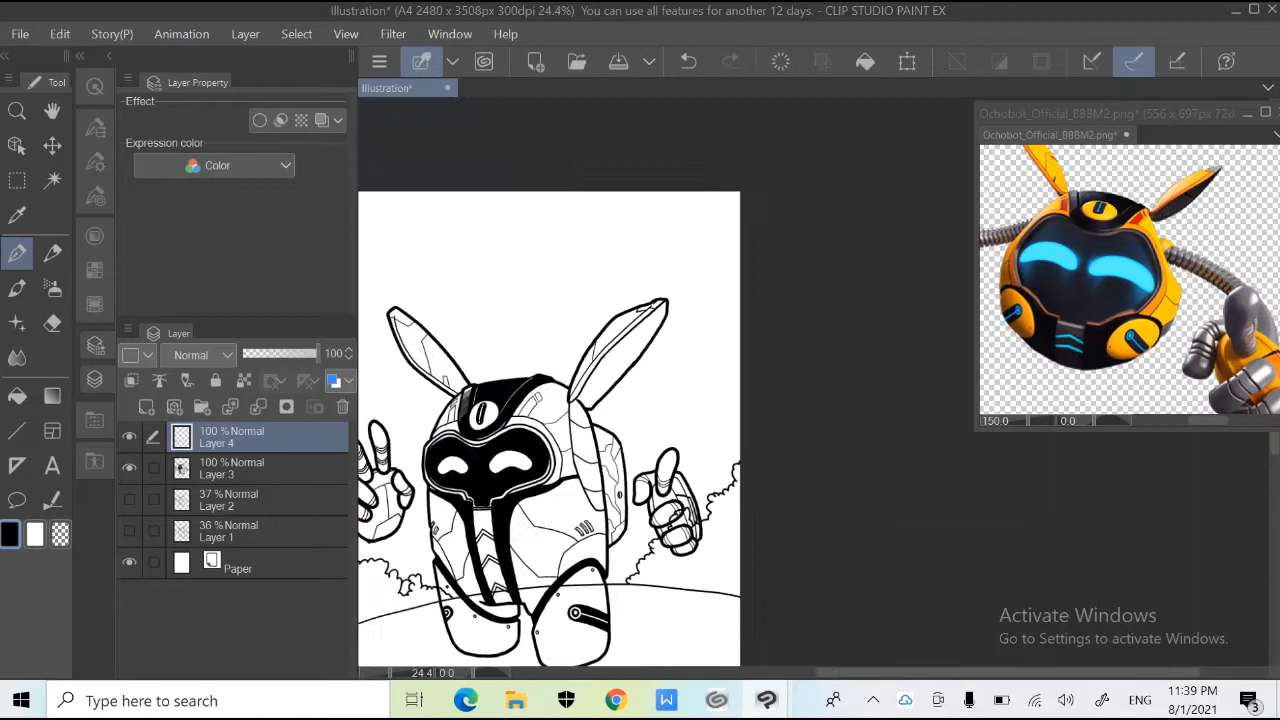 Illustration* (A4 2480 x 3508px 300dpi 24.4%) You can use all features for another 12 days. - CLIP STUDIO PAINT EX
File Edit Story(P) Animation Layer Select View Filter Window Help
Tool
Layer Property
Illustration*
Effect
Expression color
Color
Ochobot_Official_BBBM2.png* (556 x 697px 72d
Ochobot_Official_BBBM2.png*
150.0 0.0
Layer
Normal 100
100 % Normal
Layer 4
100 % Normal
Layer 3
37 % Normal
Layer 2
36 % Normal
Layer 1
Paper
24.4 0.0
Activate Windows
Go to Settings to activate Windows.
Type here to search
W
ENG
11:39 PM
8/1/2021
3